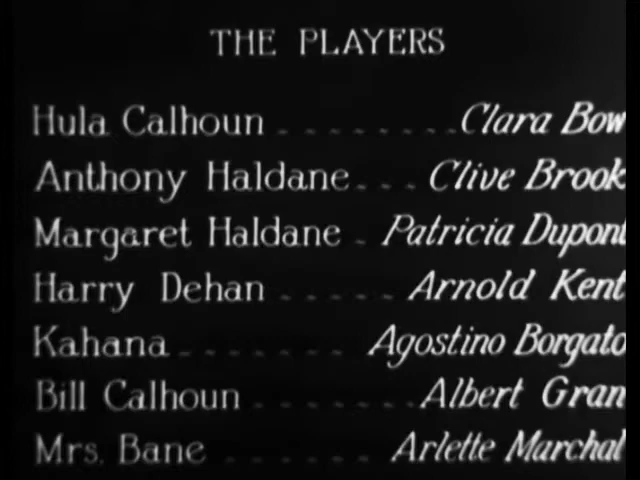 THE PLAYERS
Hula Calhoun - - - - - - - - Clara Bow
Anthony Haldane - - - Clive Brook
Margaret Haldane - Patricia Dupont
Harry Dehan - - - - - Arnold Kent
Kahana - - - - - - - Agostino Borgato
Bill Calhoun - - - - - - - Albert Gran
Mrs. Bane - - - - - - Arlette Marchal